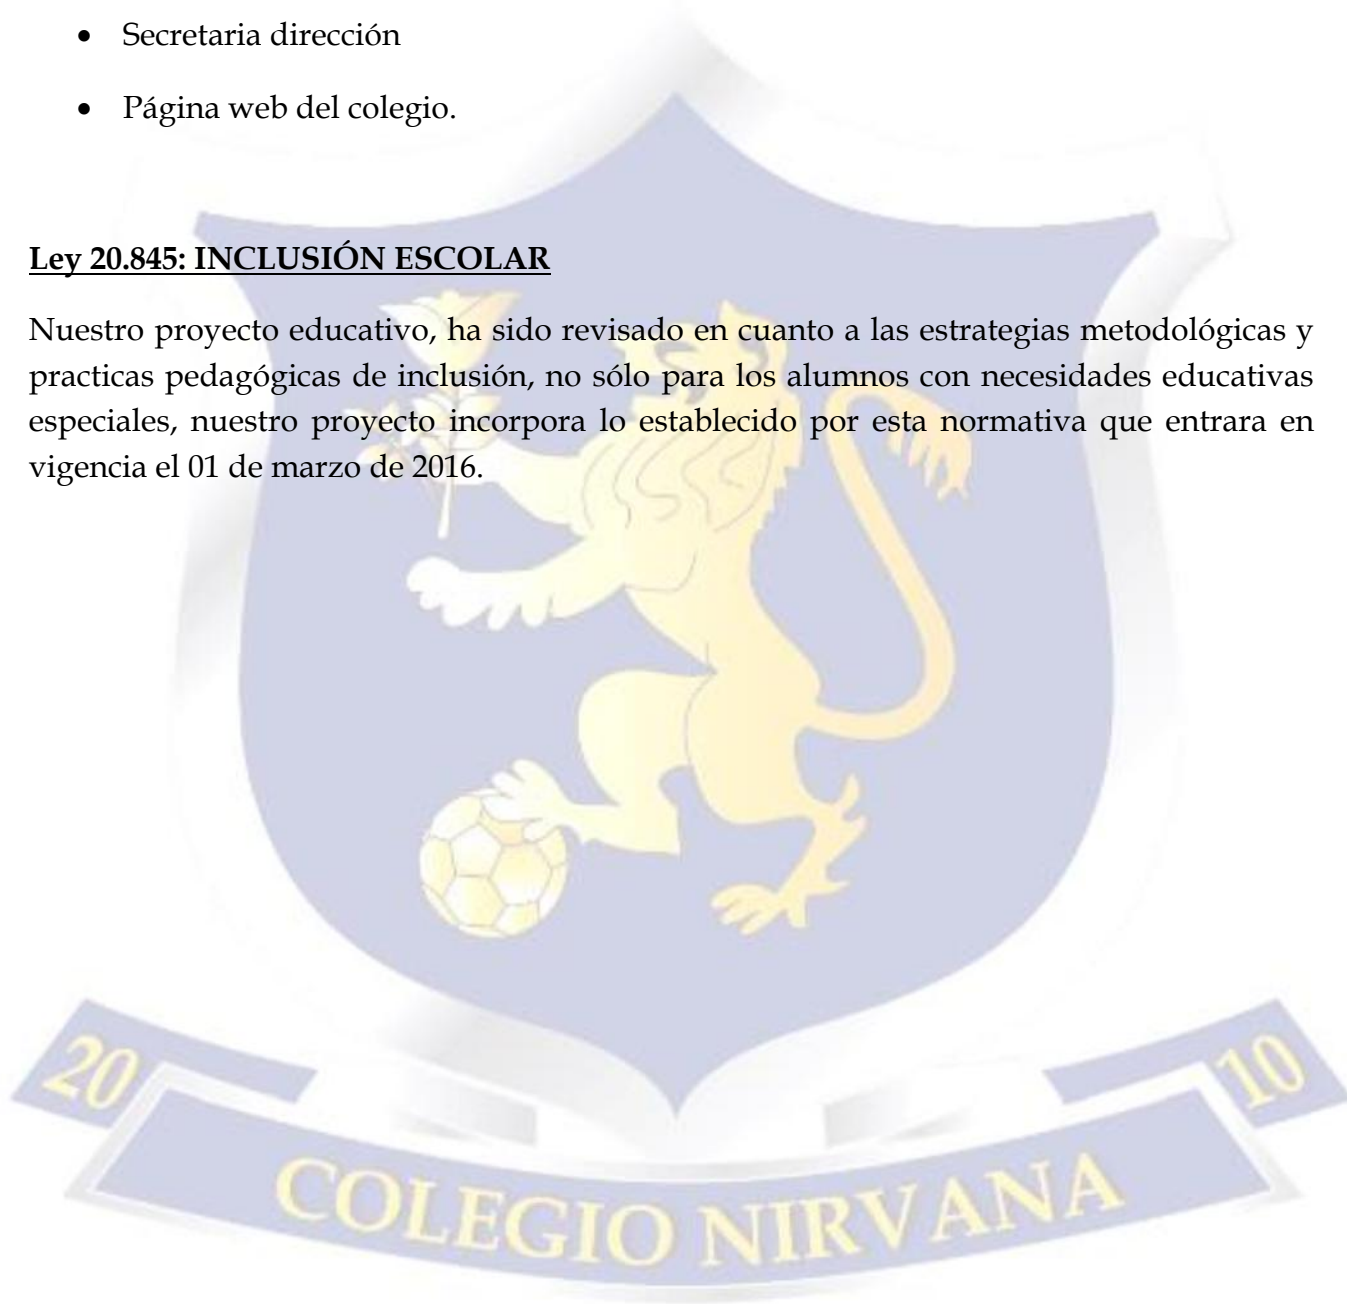 • Secretaria dirección
• Página web del colegio.
Ley 20.845: INCLUSIÓN ESCOLAR
Nuestro proyecto educativo, ha sido revisado en cuanto a las estrategias metodológicas y
practicas pedagógicas de inclusión, no sólo para los alumnos con necesidades educativas
especiales, nuestro proyecto incorpora lo establecido por esta normativa que entrara en
vigencia el 01 de marzo de 2016.
20 10
COLEGIO NIRVANA